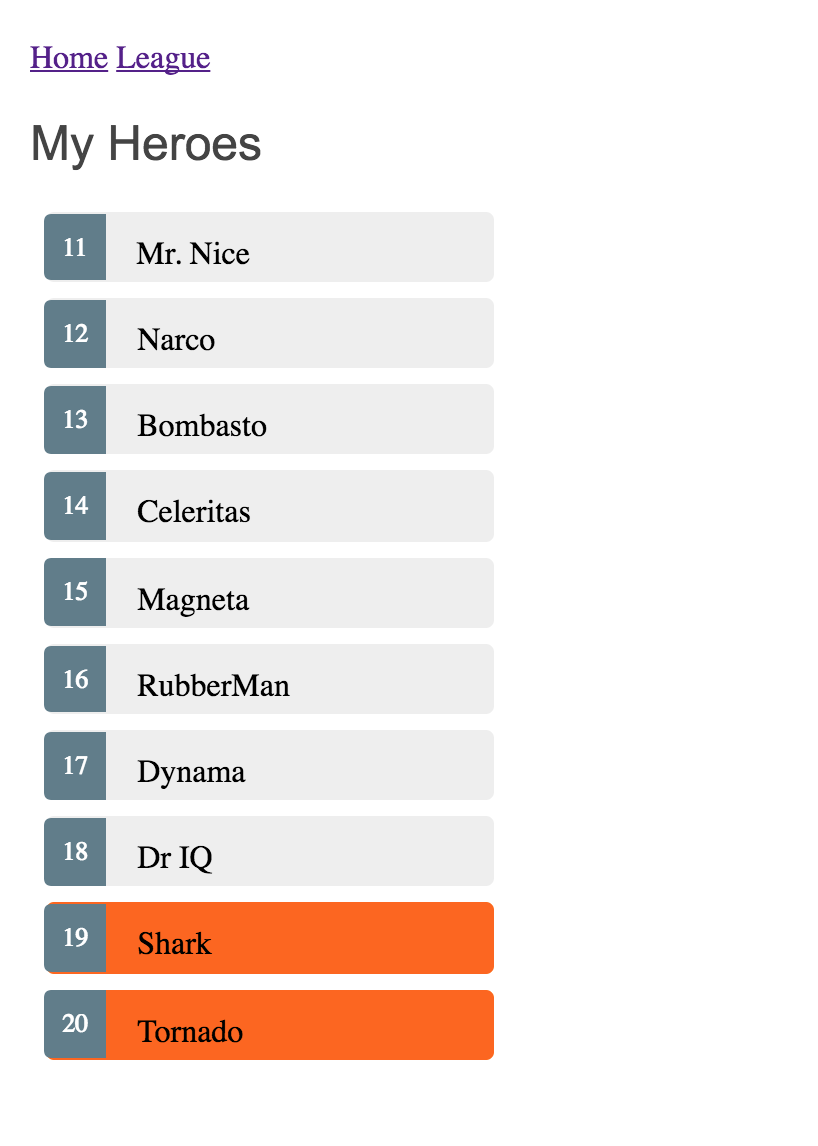 Home League
My Heroes
11 Mr. Nice
12 Narco
13 Bombasto
14 Celeritas
15 Magneta
16 RubberMan
17 Dynama
18 Dr IQ
19 Shark
20 Tornado